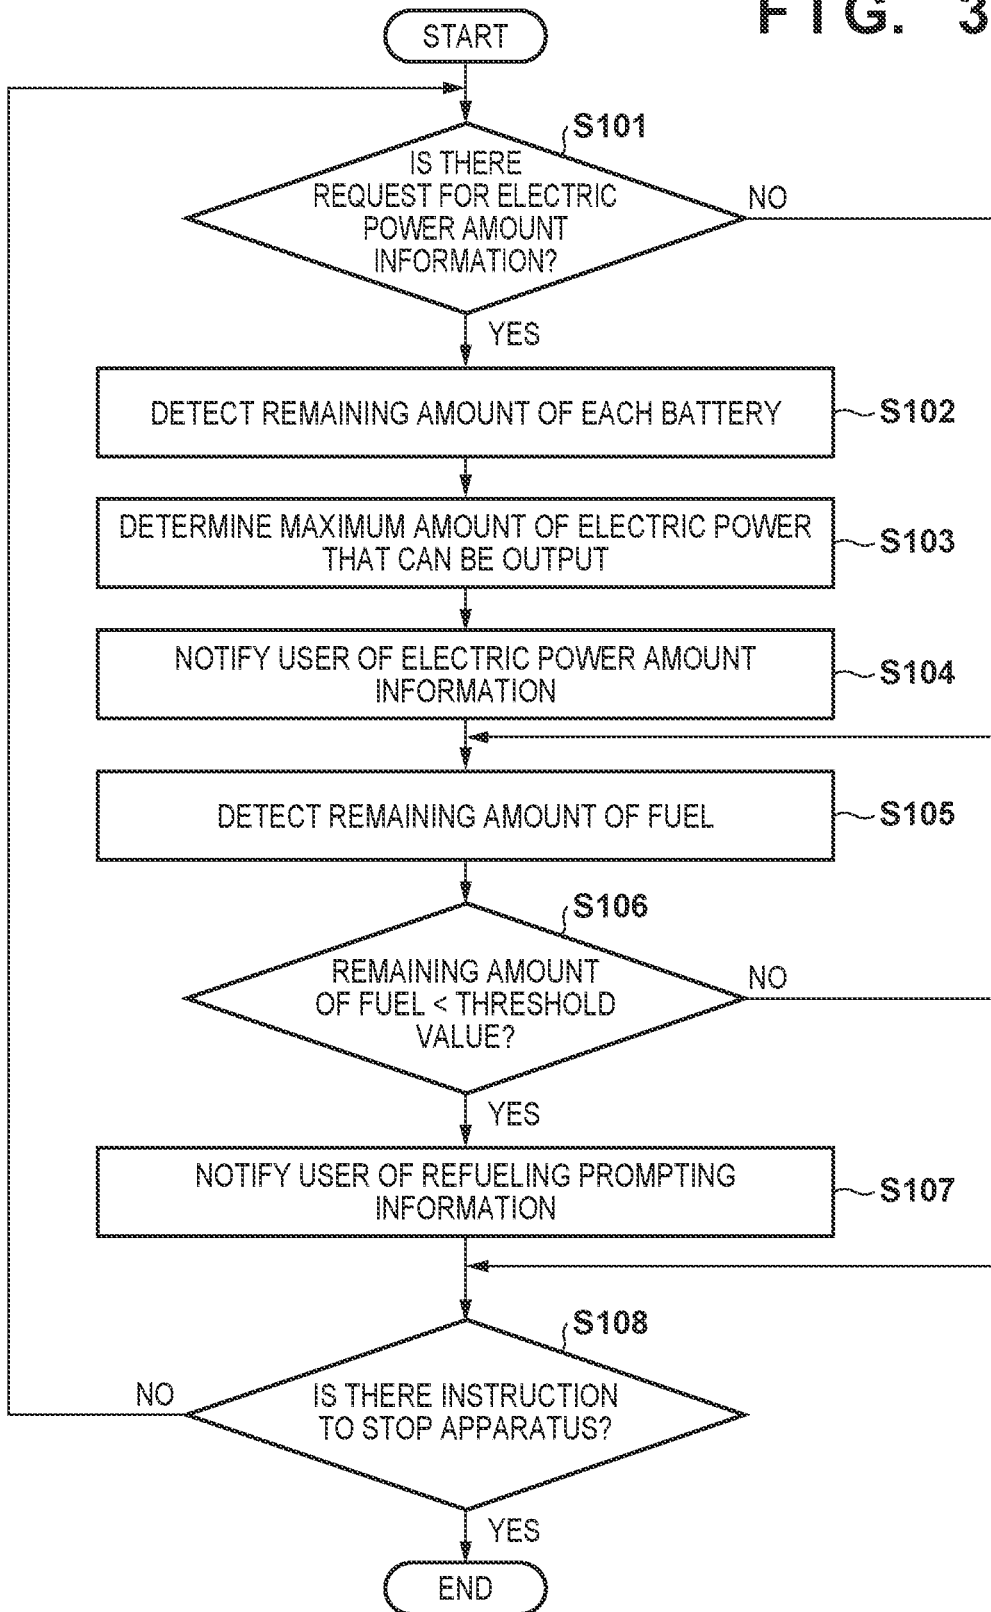 FIG. 3
START
S101
IS THERE
REQUEST FOR ELECTRIC
POWER AMOUNT
INFORMATION?
NO
YES
DETECT REMAINING AMOUNT OF EACH BATTERY
S102
DETERMINE MAXIMUM AMOUNT OF ELECTRIC POWER
THAT CAN BE OUTPUT
S103
NOTIFY USER OF ELECTRIC POWER AMOUNT
INFORMATION
S104
DETECT REMAINING AMOUNT OF FUEL
S105
S106
REMAINING AMOUNT
OF FUEL < THRESHOLD
VALUE?
NO
YES
NOTIFY USER OF REFUELING PROMPTING
INFORMATION
S107
S108
IS THERE INSTRUCTION
TO STOP APPARATUS?
NO
YES
END